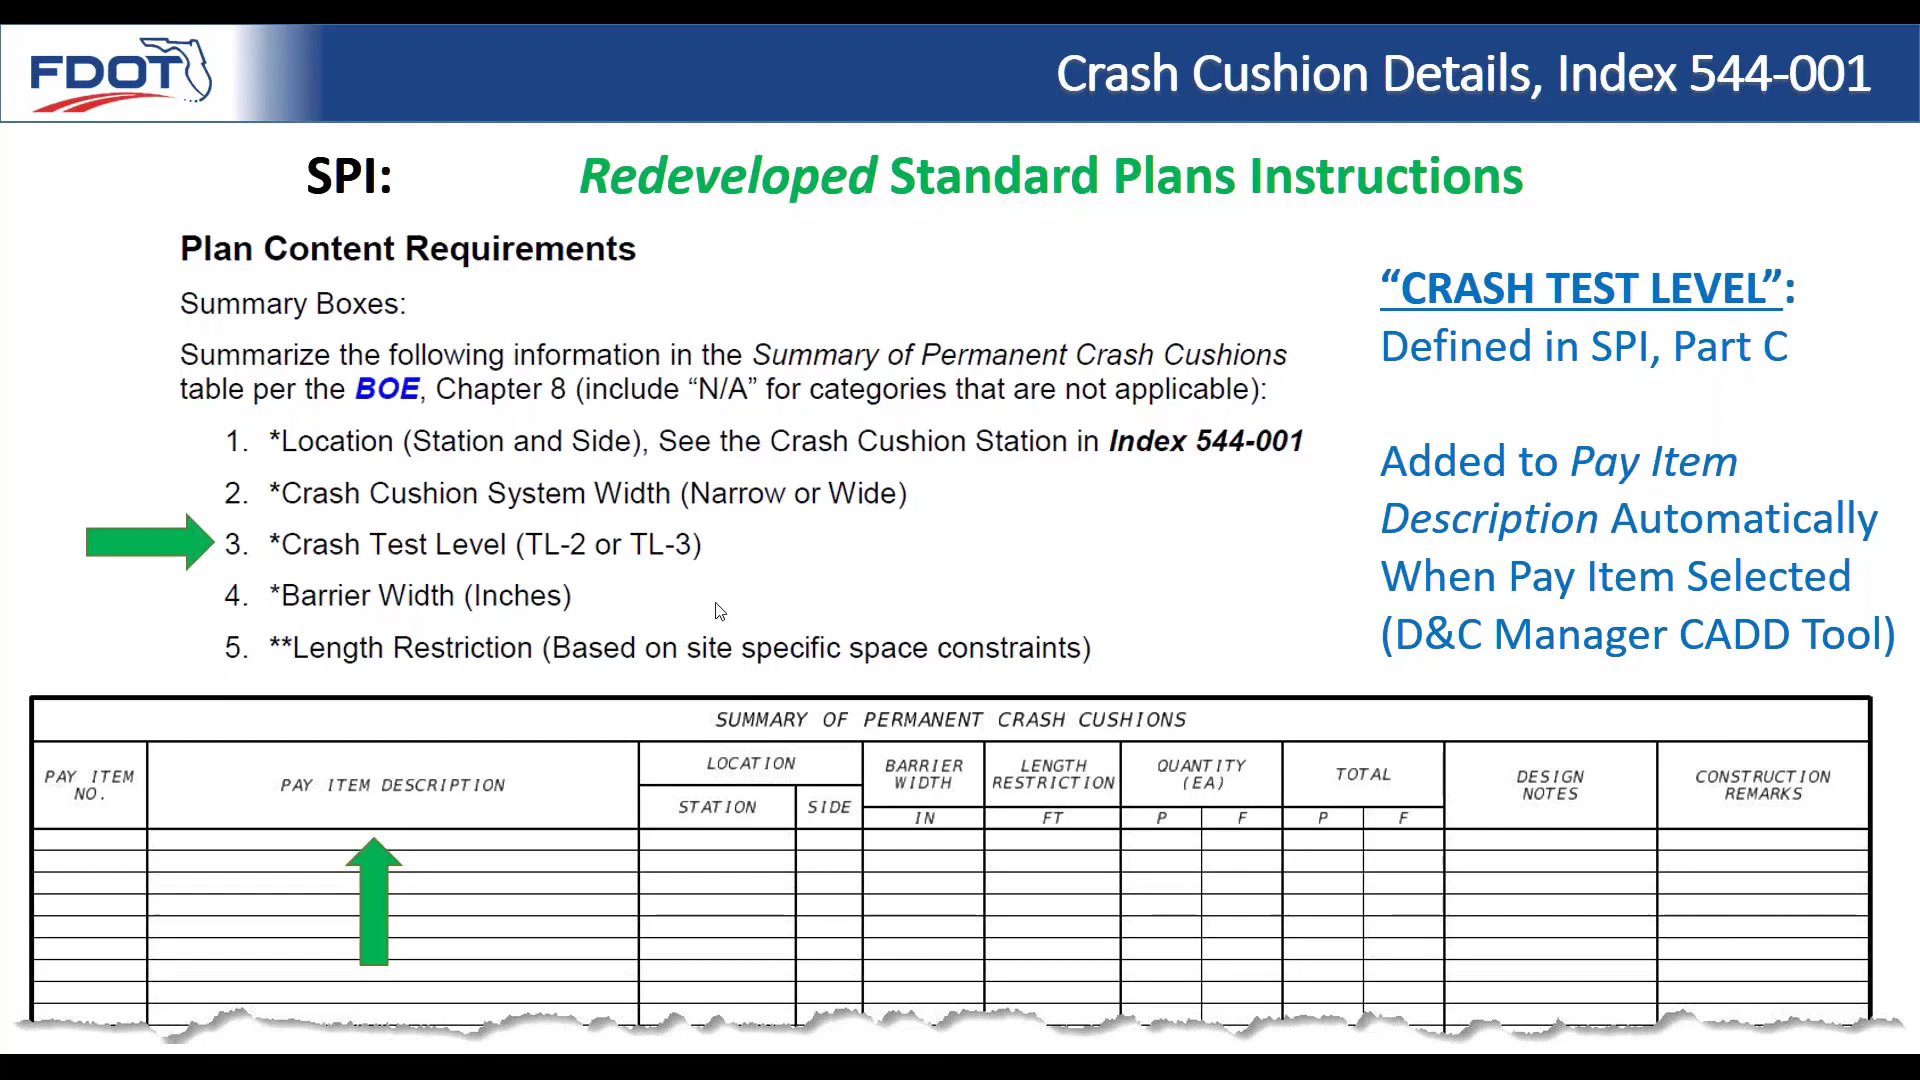 FDOT
Crash Cushion Details, Index 544-001
SPI: Redeveloped Standard Plans Instructions
Plan Content Requirements
Summary Boxes:
Summarize the following information in the Summary of Permanent Crash Cushions
table per the BOE, Chapter 8 (include “N/A” for categories that are not applicable):
1. *Location (Station and Side), See the Crash Cushion Station in Index 544-001
2. *Crash Cushion System Width (Narrow or Wide)
3. *Crash Test Level (TL-2 or TL-3)
4. *Barrier Width (Inches)
5. **Length Restriction (Based on site specific space constraints)
“CRASH TEST LEVEL”:
Defined in SPI, Part C
Added to Pay Item
Description Automatically
When Pay Item Selected
(D&C Manager CADD Tool)
SUMMARY OF PERMANENT CRASH CUSHIONS
PAY ITEM
NO.
PAY ITEM DESCRIPTION
LOCATION
STATION
SIDE
BARRIER
WIDTH
IN
LENGTH
RESTRICTION
FT
QUANTITY
(EA)
P
F
TOTAL
P
F
DESIGN
NOTES
CONSTRUCTION
REMARKS